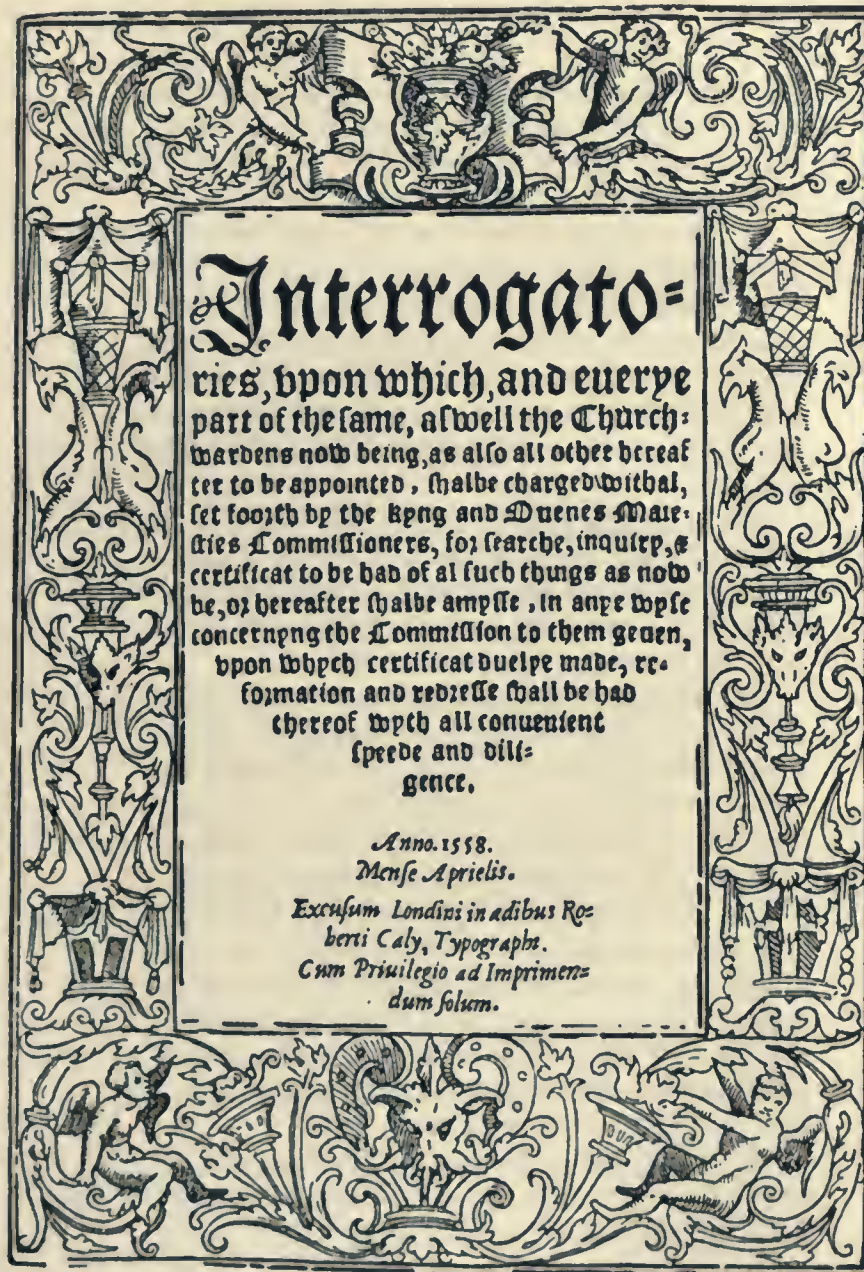 Interrogato=
ries, vpon which, and euerye
part of the same, aswell the Church=
wardens now being, as also all other hereaf
ter to be appointed, shalbe charged withal,
set foorth by the kyng and Quenes Maie=
sties Commissioners, for searche, inquiry, &
certificat to be had of al such things as now
be, or hereafter shalbe amysse, in anye wyse
concernyng the Commission to them geuen,
vpon whych certificat duelye made, re=
formation and redresse shall be had
thereof wyth all conuenient
speede and dili=
gence.
Anno. 1558.
Mense Aprielis.
Excusum Londini in ædibus Ro=
berti Caly, Typographi.
Cum Priuilegio ad Imprimen=
dum solum.